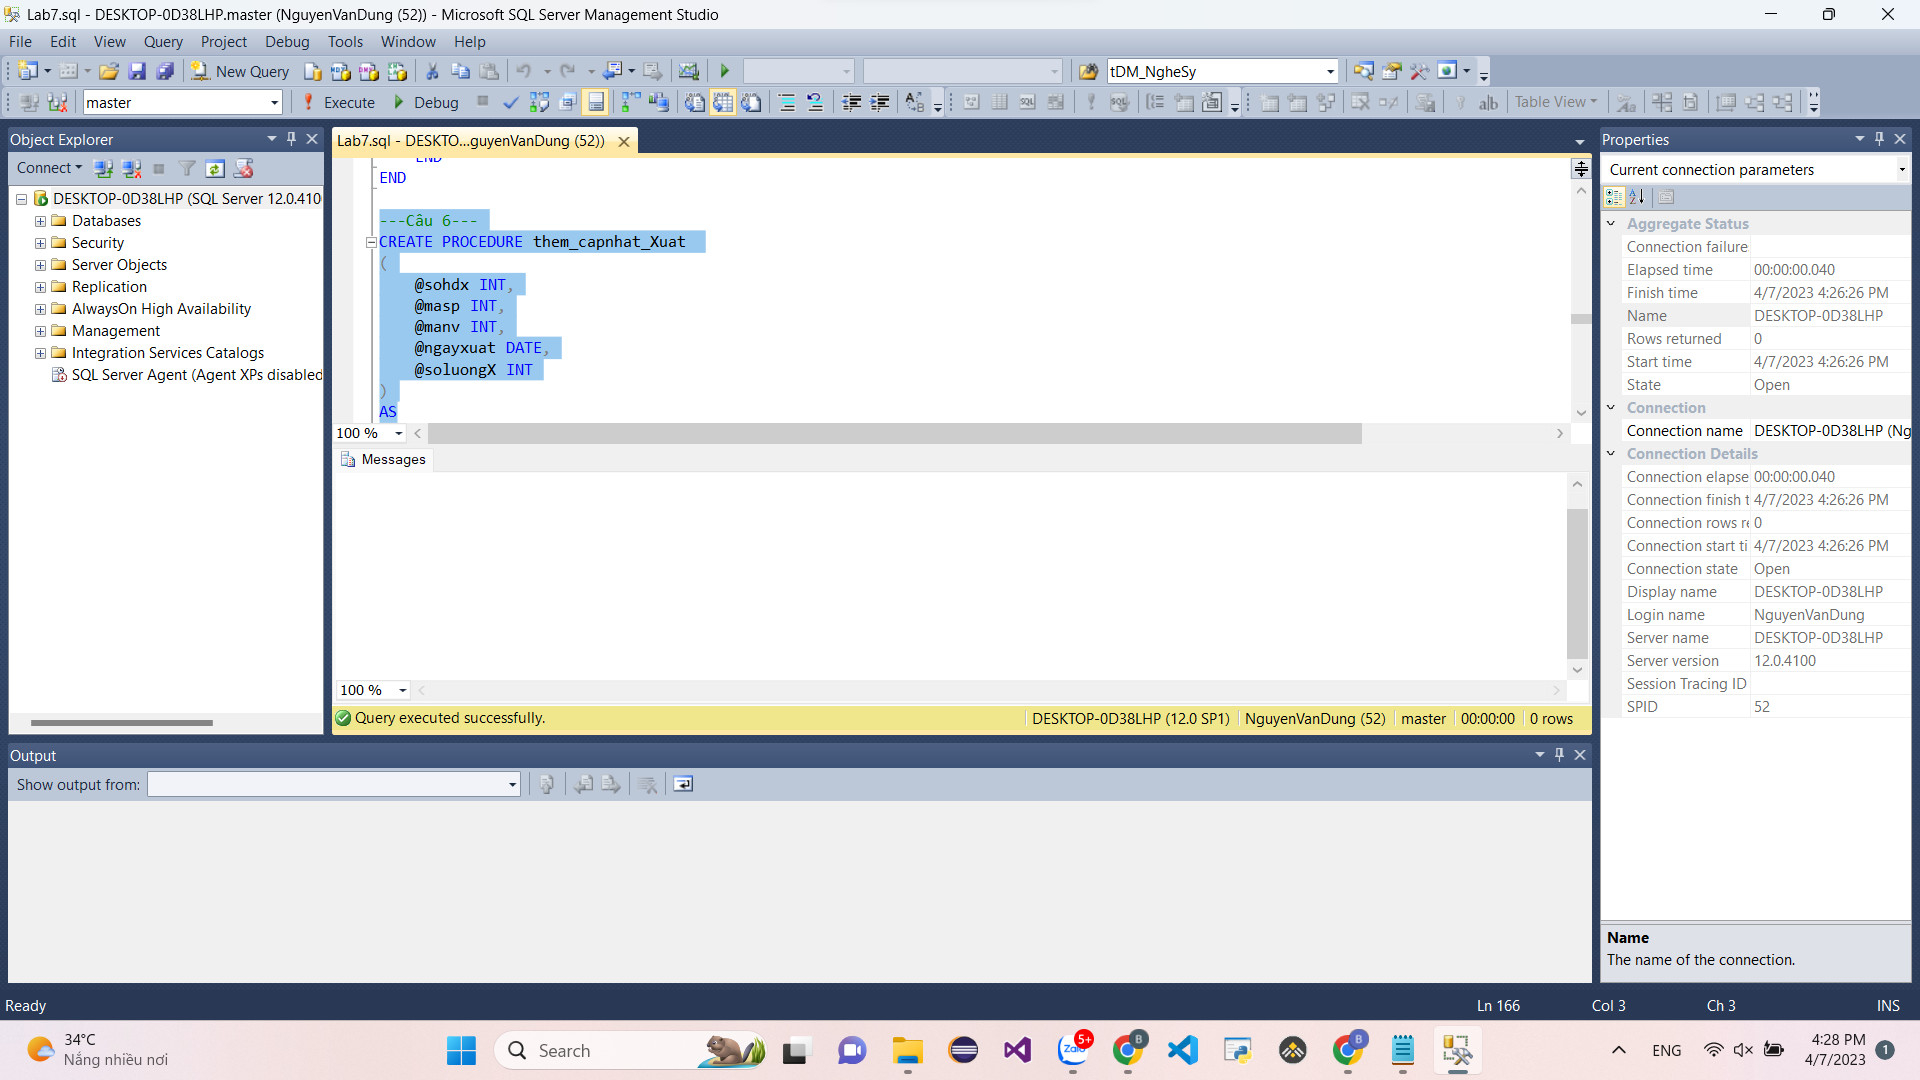 Lab7.sql - DESKTOP-0D38LHP.master (NguyenVanDung (52)) - Microsoft SQL Server Management Studio
File Edit View Query Project Debug Tools Window Help
New Query tDM_NgheSy
master Execute Debug Table View
Object Explorer
Connect
DESKTOP-0D38LHP (SQL Server 12.0.410
Databases
Security
Server Objects
Replication
AlwaysOn High Availability
Management
Integration Services Catalogs
SQL Server Agent (Agent XPs disabled
Lab7.sql - DESKTO...guyenVanDung (52))
END
END
---Câu 6---
CREATE PROCEDURE them_capnhat_Xuat
(
@sohdx INT,
@masp INT,
@manv INT,
@ngayxuat DATE,
@soluongX INT
)
AS
100 %
Messages
100 %
Query executed successfully. DESKTOP-0D38LHP (12.0 SP1) NguyenVanDung (52) master 00:00:00 0 rows
Output
Show output from:
Properties
Current connection parameters
Aggregate Status
Connection failure
Elapsed time 00:00:00.040
Finish time 4/7/2023 4:26:26 PM
Name DESKTOP-0D38LHP
Rows returned 0
Start time 4/7/2023 4:26:26 PM
State Open
Connection
Connection name DESKTOP-0D38LHP (Ng
Connection Details
Connection elapse 00:00:00.040
Connection finish t 4/7/2023 4:26:26 PM
Connection rows re 0
Connection start ti 4/7/2023 4:26:26 PM
Connection state Open
Display name DESKTOP-0D38LHP
Login name NguyenVanDung
Server name DESKTOP-0D38LHP
Server version 12.0.4100
Session Tracing ID
SPID 52
Name
The name of the connection.
Ready Ln 166 Col 3 Ch 3 INS
34°C
Nắng nhiều nơi
Search
Zalo 5+
B
B
ENG
4:28 PM
4/7/2023
1